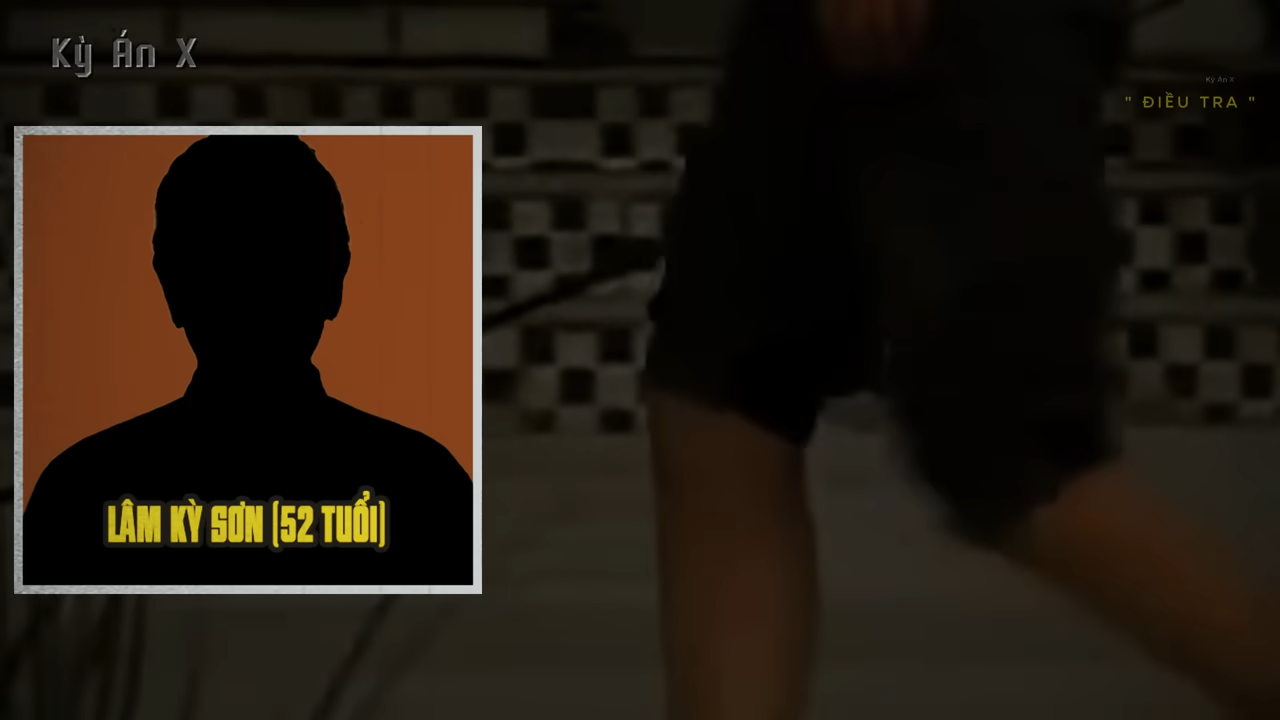 Kỳ Án X
Kỳ Án X
" ĐIỀU TRA "
LÂM KỲ SƠN (52 TUỔI)